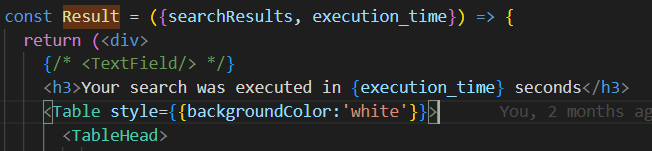 const Result = ({searchResults, execution_time}) => {
return (<div>
{/* <TextField/> */}
<h3>Your search was executed in {execution_time} seconds</h3>
<Table style={{backgroundColor:'white'}}> You, 2 months ag
<TableHead>